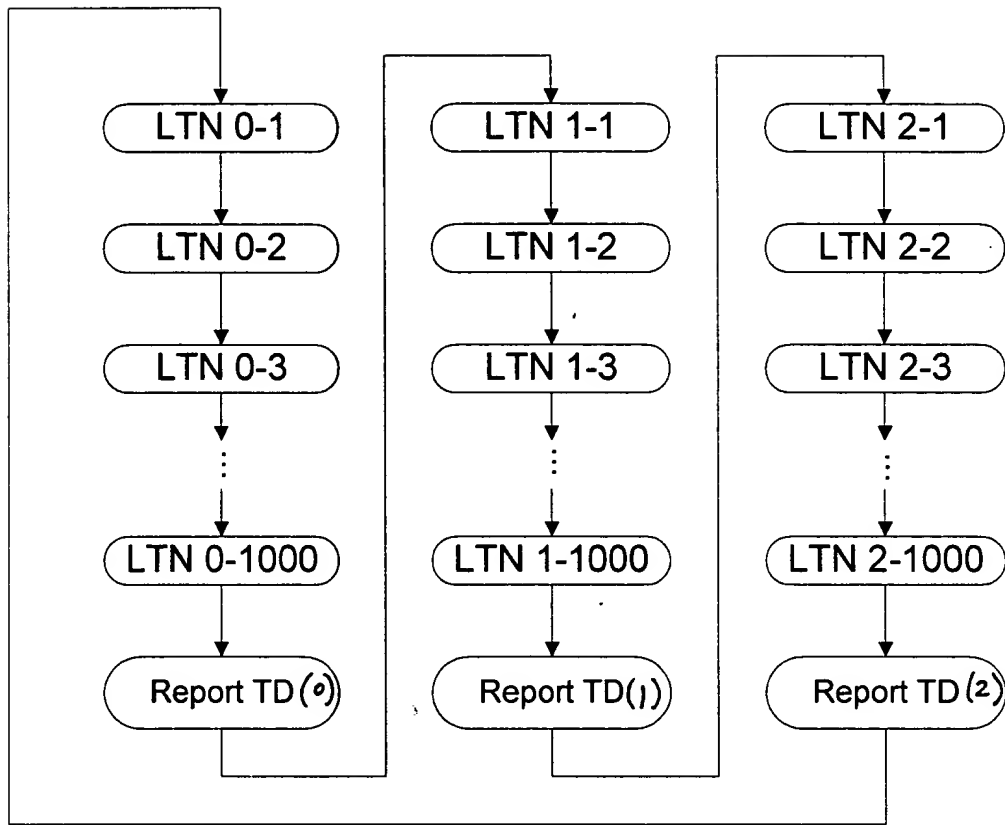 LTN 0-1
LTN 0-2
LTN 0-3
⋮
LTN 0-1000
Report TD(0)
LTN 1-1
LTN 1-2
LTN 1-3
⋮
LTN 1-1000
Report TD(1)
LTN 2-1
LTN 2-2
LTN 2-3
⋮
LTN 2-1000
Report TD(2)